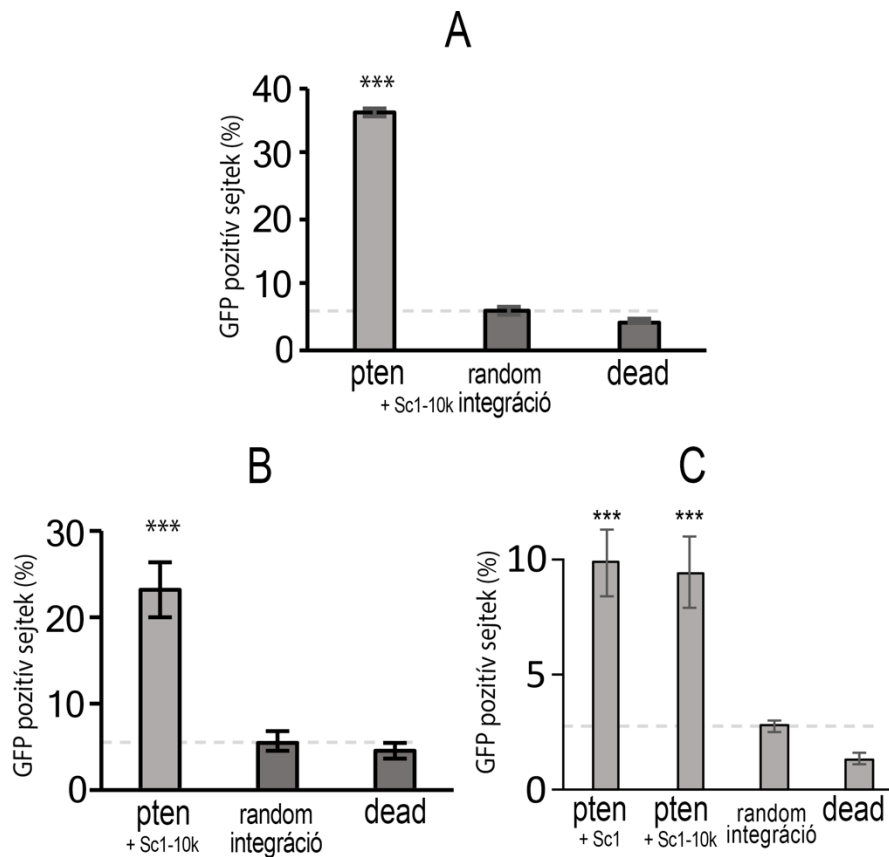 A
GFP pozitív sejtek (%)
40
30
20
10
0
***
pten
random
dead
+ Sc1-10k integráció
B
GFP pozitív sejtek (%)
30
20
10
0
***
pten
random
dead
+ Sc1-10k
integráció
C
GFP pozitív sejtek (%)
10
5
0
***
***
pten
pten
random
dead
+ Sc1
+ Sc1-10k
integráció